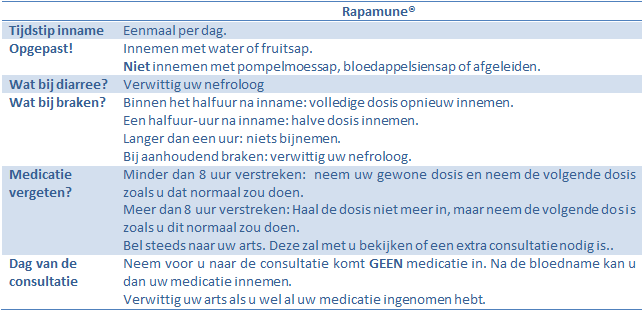 Rapamune®
Tijdstip inname Eenmaal per dag.
Opgepast! Innemen met water of fruitsap.
Niet innemen met pompelmoessap, bloedappelsiensap of afgeleiden.
Wat bij diarree? Verwittig uw nefroloog
Wat bij braken? Binnen het halfuur na inname: volledige dosis opnieuw innemen.
Een halfuur-uur na inname: halve dosis innemen.
Langer dan een uur: niets bijnemen.
Bij aanhoudend braken: verwittig uw nefroloog.
Medicatie Minder dan 8 uur verstreken: neem uw gewone dosis en neem de volgende dosis
vergeten? zoals u dat normaal zou doen.
Meer dan 8 uur verstreken: Haal de dosis niet meer in, maar neem de volgende dosis
zoals u dit normaal zou doen.
Bel steeds naar uw arts. Deze zal met u bekijken of een extra consultatie nodig is..
Dag van de Neem voor u naar de consultatie komt GEEN medicatie in. Na de bloedname kan u
consultatie dan uw medicatie innemen.
Verwittig uw arts als u wel al uw medicatie ingenomen hebt.